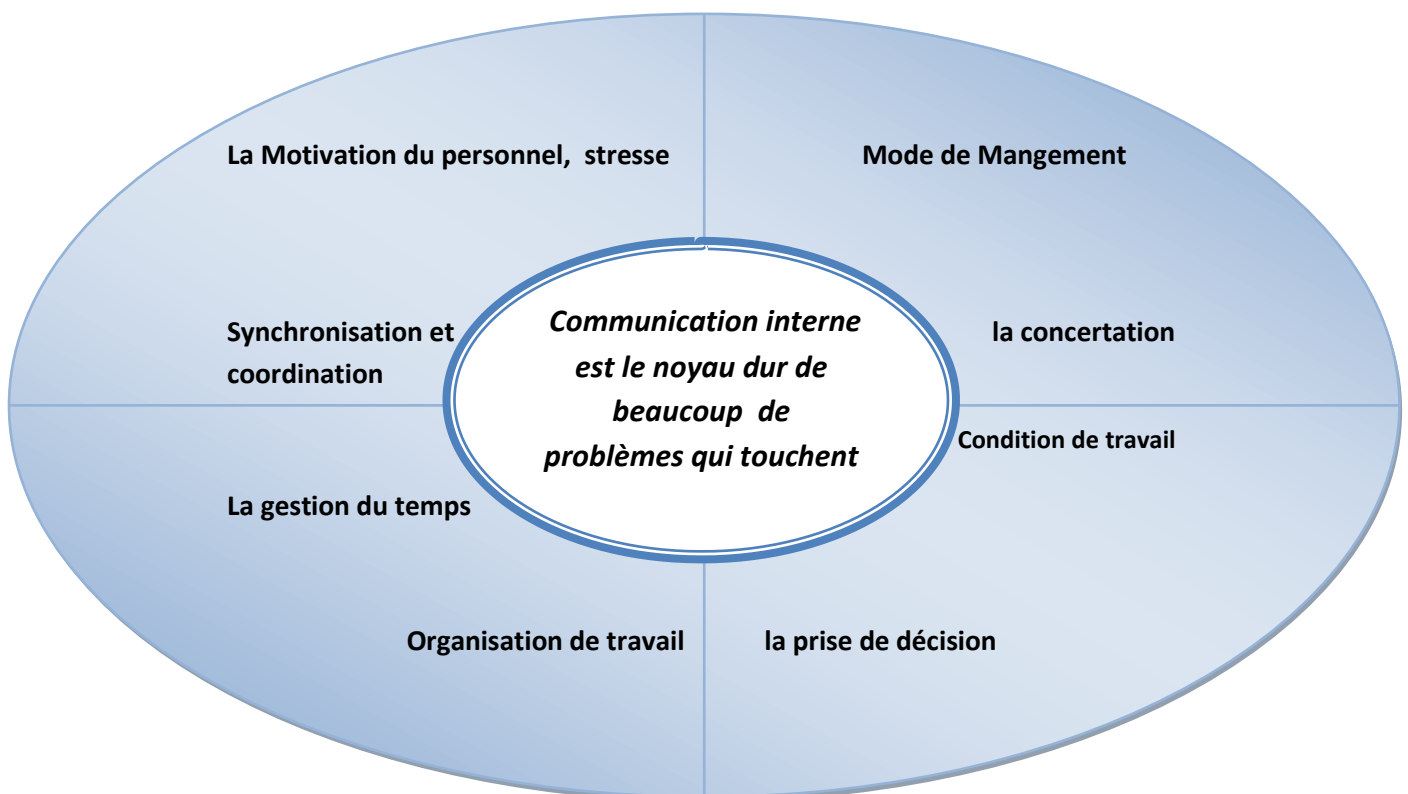 La Motivation du personnel, stresse
Mode de Mangement
Synchronisation et
coordination
Communication interne
est le noyau dur de
beaucoup de
problèmes qui touchent
la concertation
Condition de travail
La gestion du temps
Organisation de travail
la prise de décision